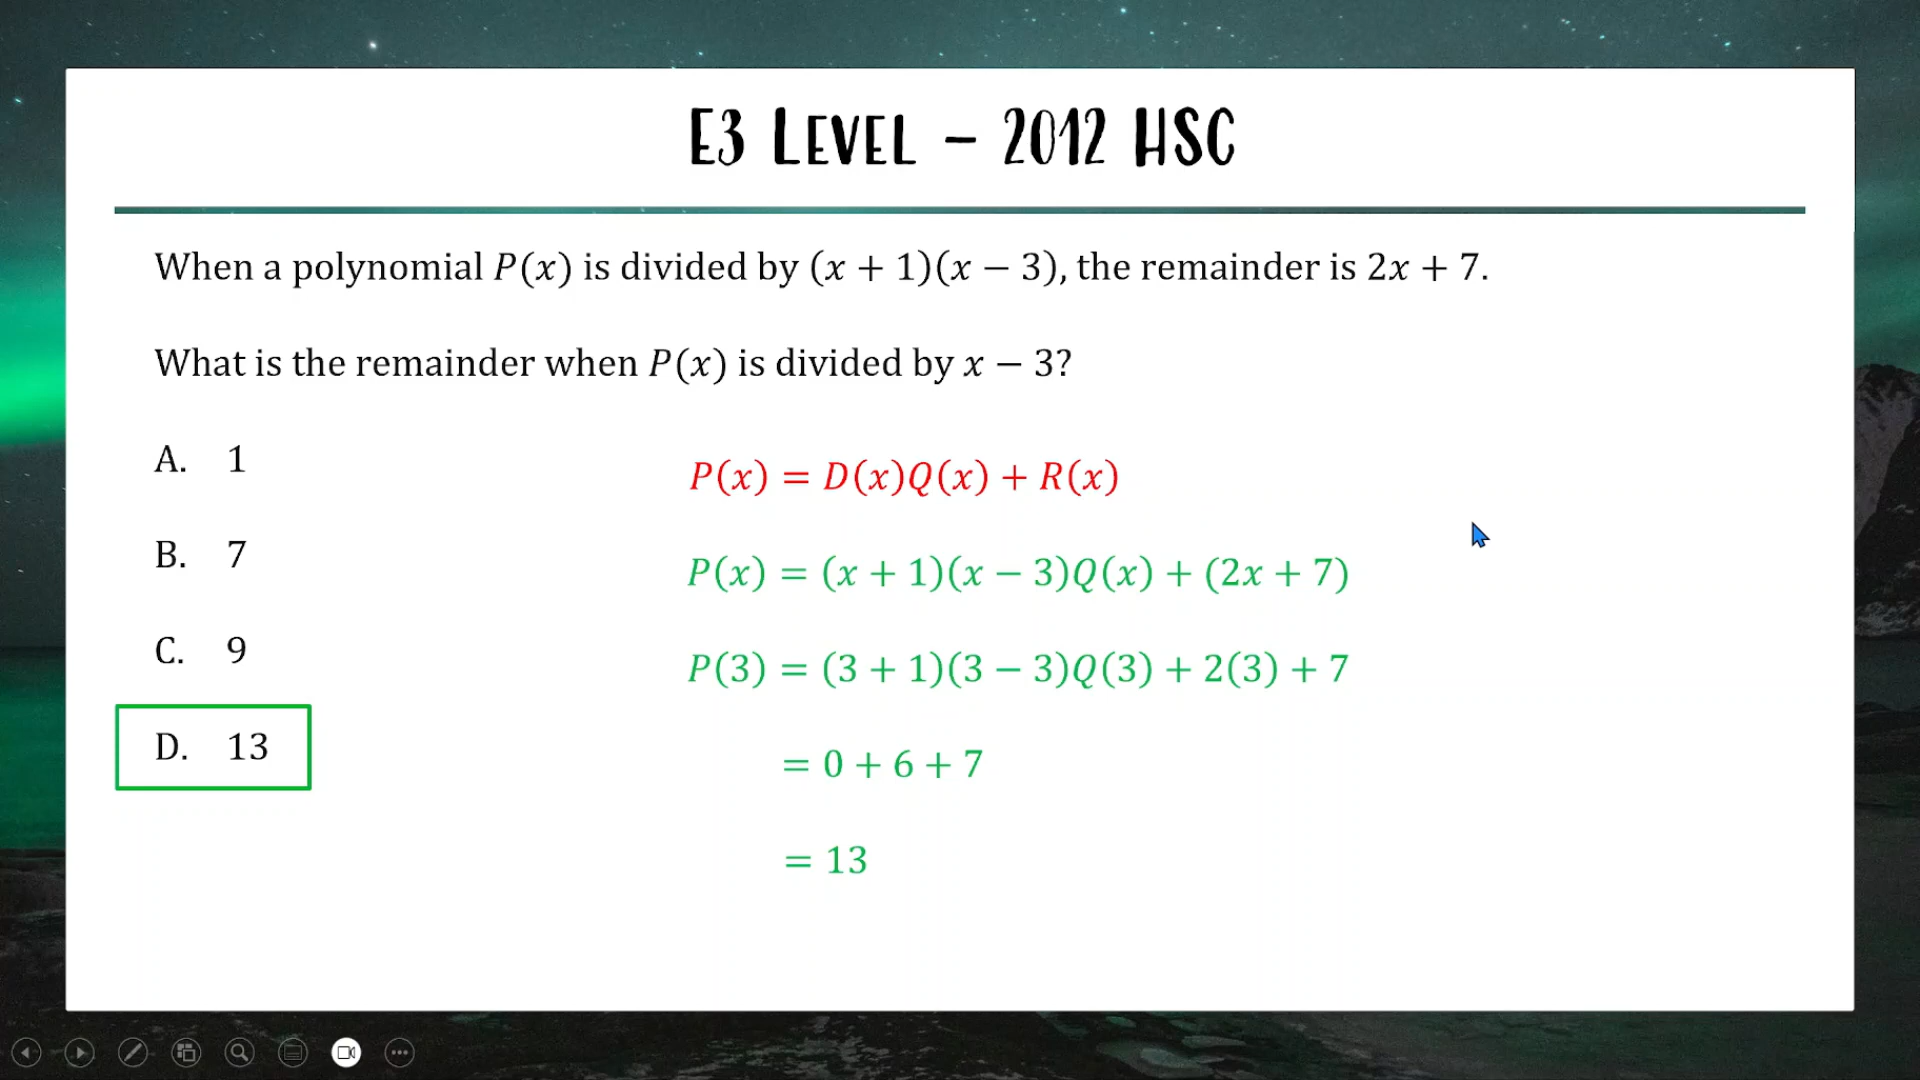 E3 LEVEL – 2012 HSC
When a polynomial P(x) is divided by (x + 1)(x − 3), the remainder is 2x + 7.
What is the remainder when P(x) is divided by x − 3?
A. 1
B. 7
C. 9
D. 13
P(x) = D(x)Q(x) + R(x)
P(x) = (x + 1)(x − 3)Q(x) + (2x + 7)
P(3) = (3 + 1)(3 − 3)Q(3) + 2(3) + 7
= 0 + 6 + 7
= 13